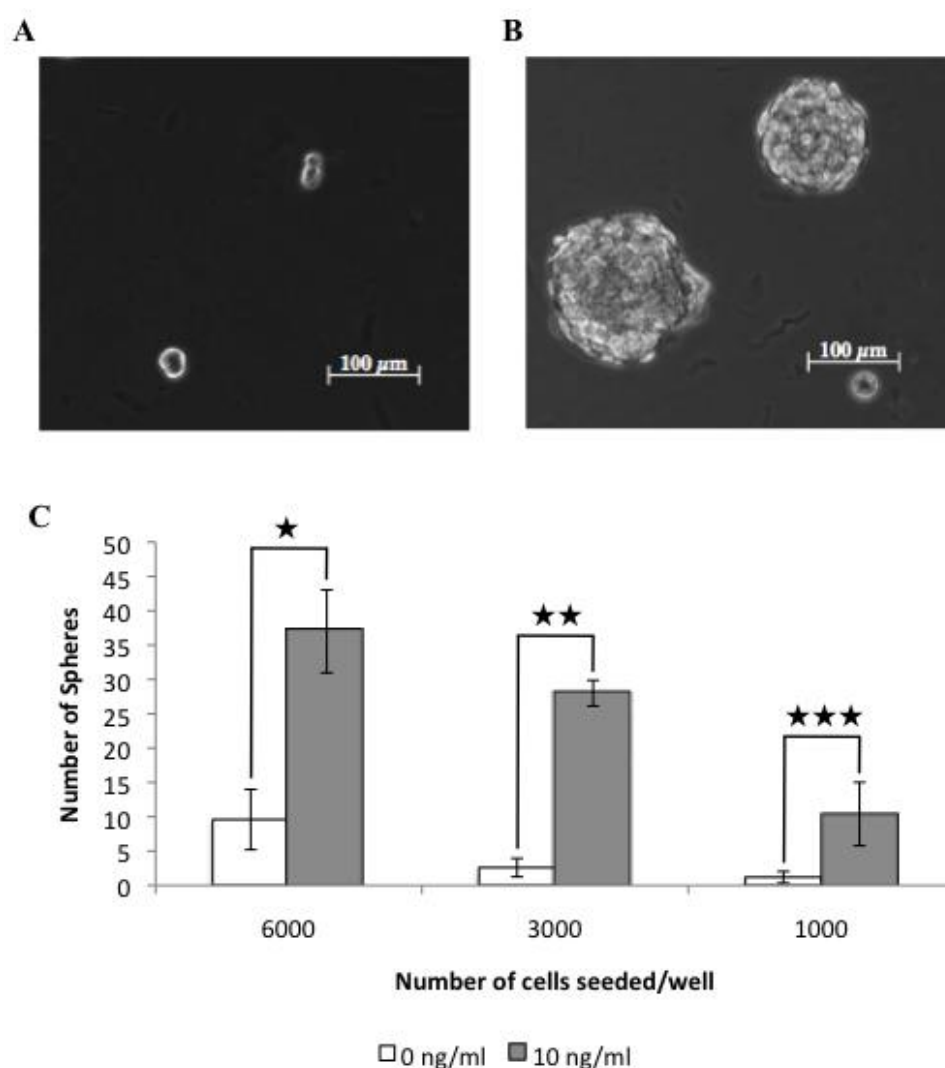 A
B
100 µm
100 µm
C
★
★★
★★★
50
45
40
35
30
25
20
15
10
5
0
Number of Spheres
6000 3000 1000
Number of cells seeded/well
0 ng/ml 10 ng/ml